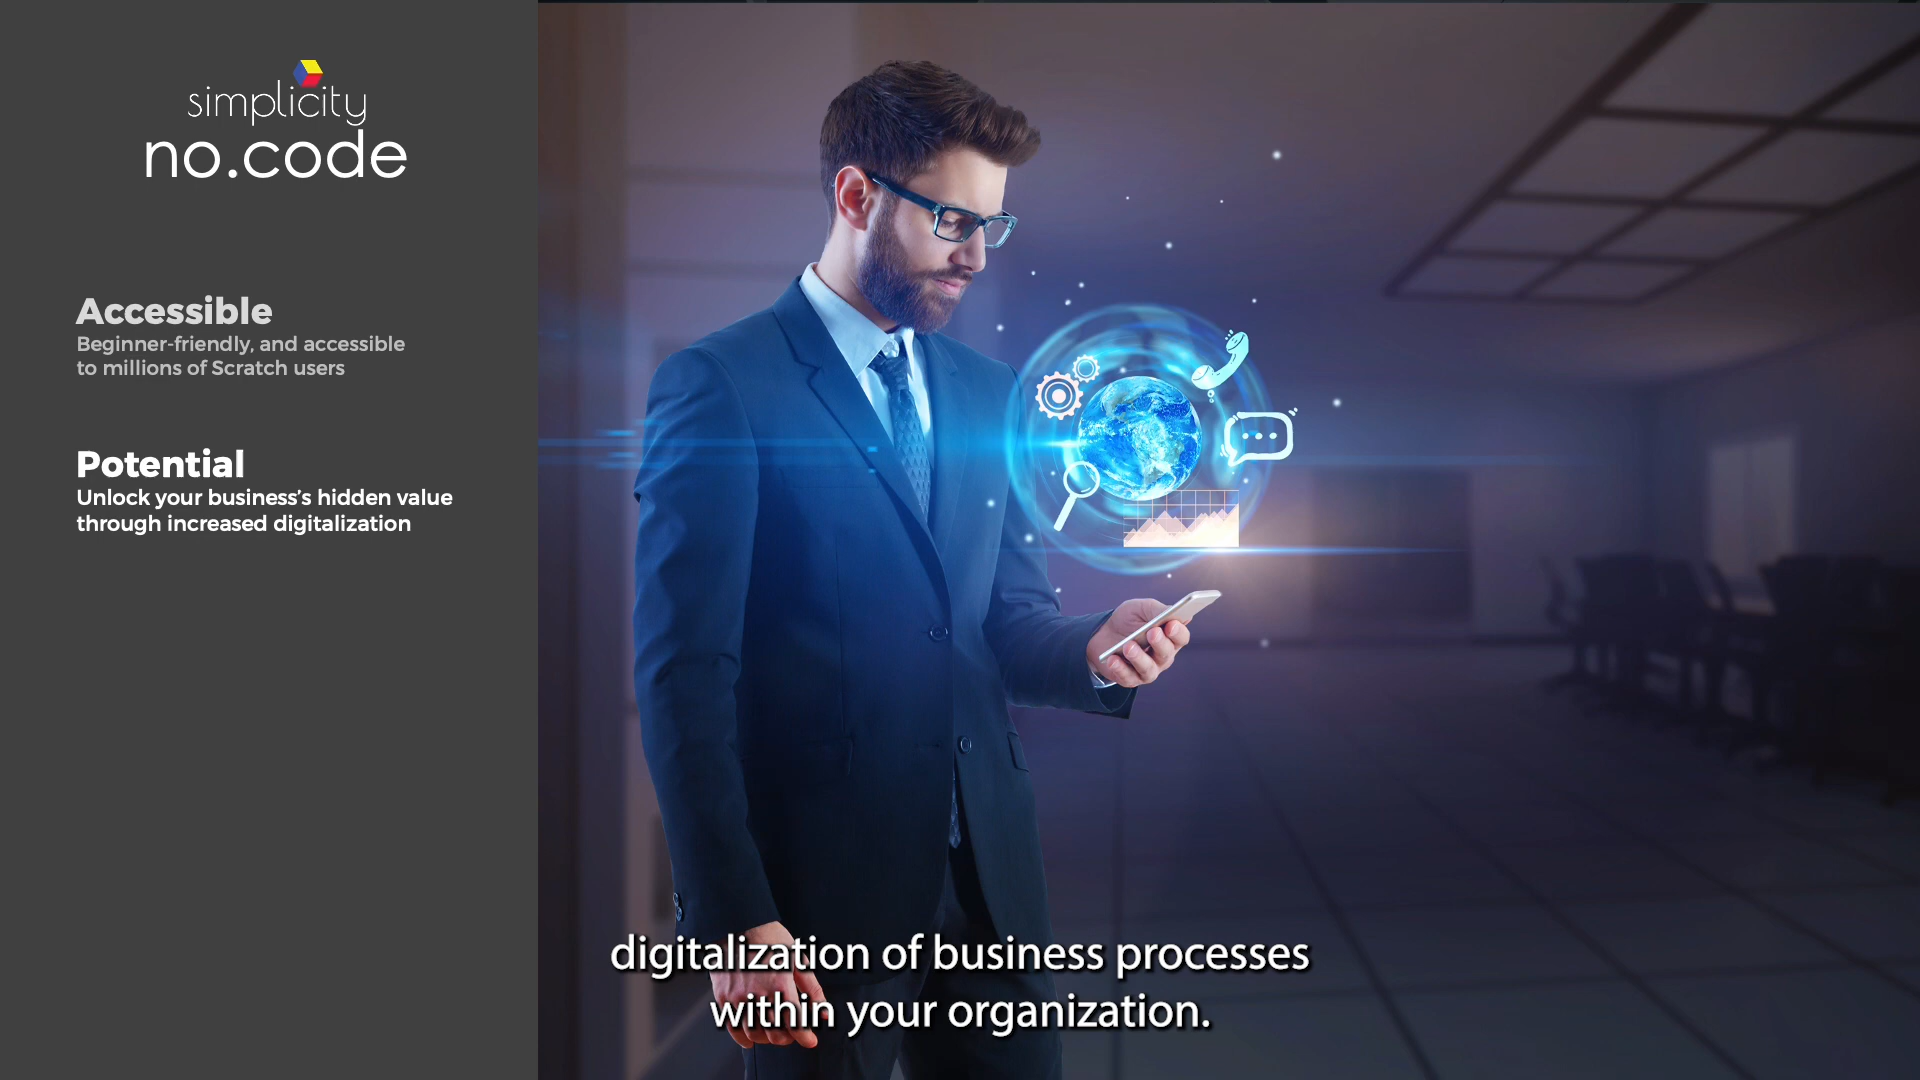 simplicity
no.code
Accessible
Beginner-friendly, and accessible
to millions of Scratch users
Potential
Unlock your business’s hidden value
through increased digitalization
digitalization of business processes
within your organization.